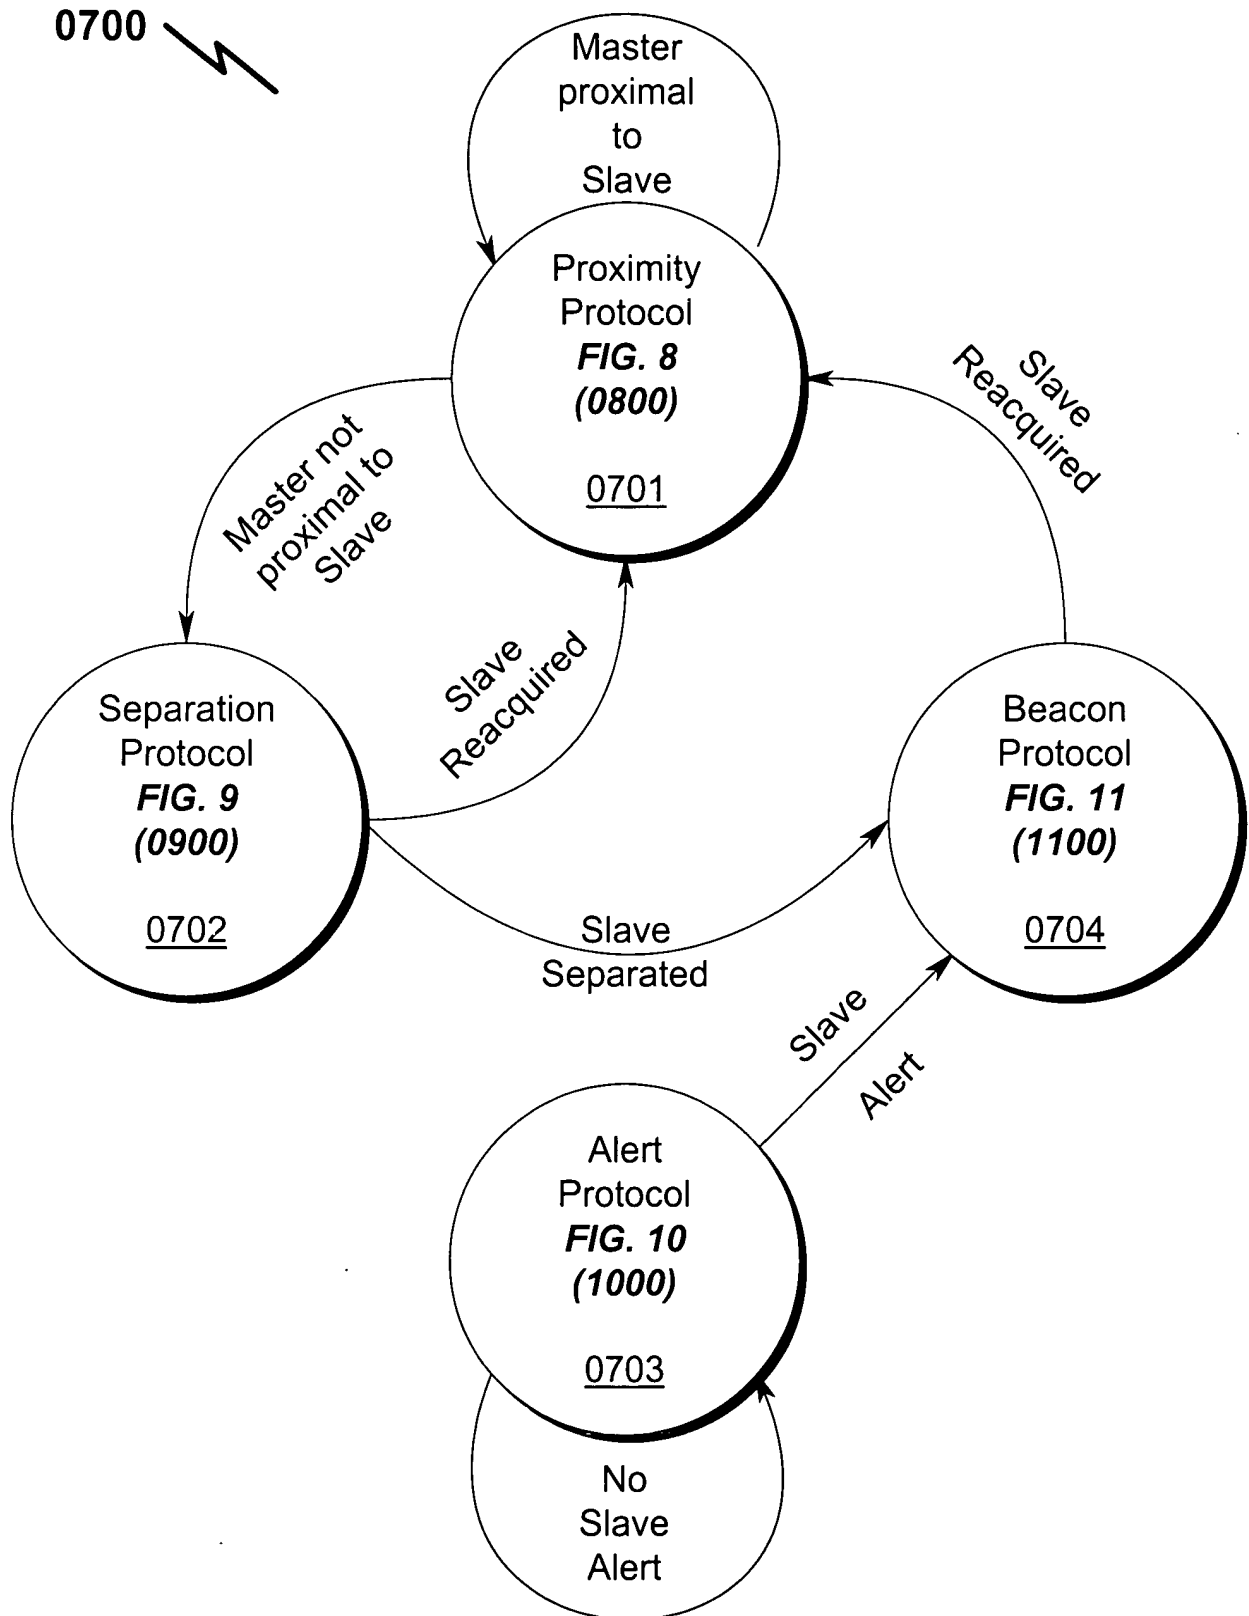 0700
Master
proximal
to
Slave
Proximity
Protocol
FIG. 8
(0800)
0701
Slave
Reacquired
Master not
proximal to
Slave
Slave
Reacquired
Separation
Protocol
FIG. 9
(0900)
0702
Beacon
Protocol
FIG. 11
(1100)
0704
Slave
Separated
Slave
Alert
Alert
Protocol
FIG. 10
(1000)
0703
No
Slave
Alert